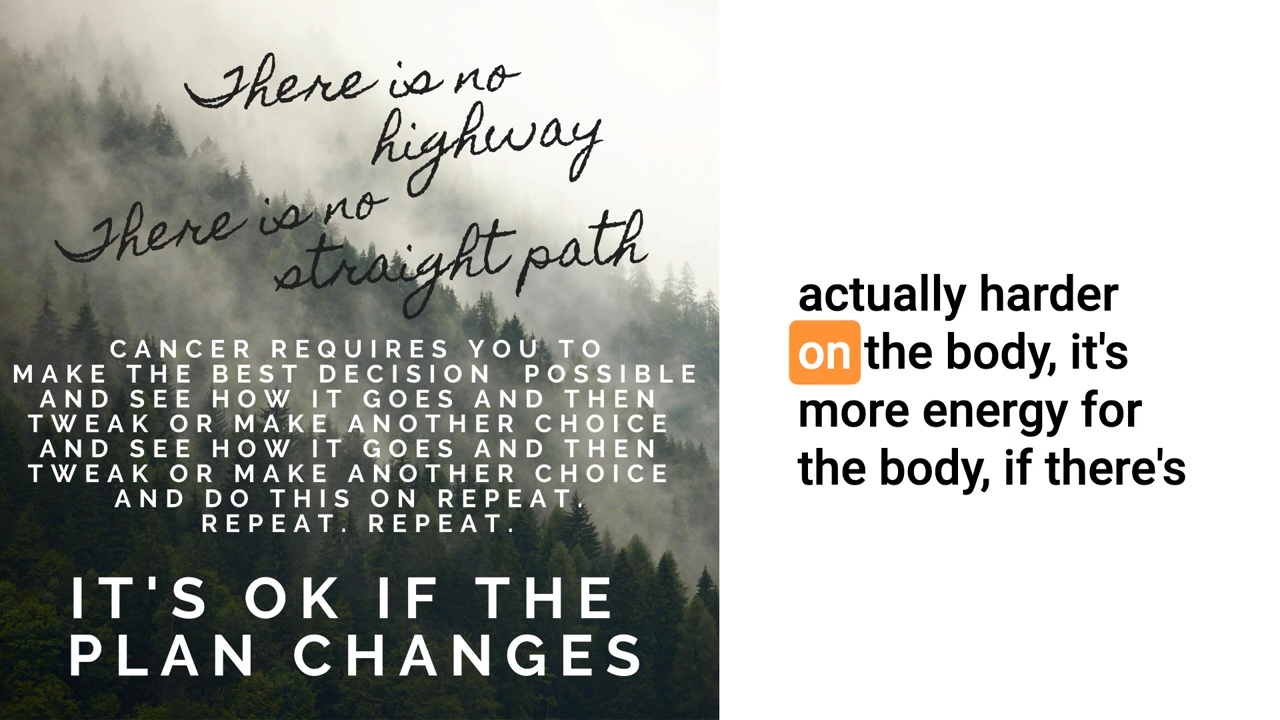 There is no
highway
There is no
straight path
CANCER REQUIRES YOU TO
MAKE THE BEST DECISION POSSIBLE
AND SEE HOW IT GOES AND THEN
TWEAK OR MAKE ANOTHER CHOICE
AND SEE HOW IT GOES AND THEN
TWEAK OR MAKE ANOTHER CHOICE
AND DO THIS ON REPEAT.
REPEAT. REPEAT.
IT'S OK IF THE
PLAN CHANGES
actually harder
on the body, it's
more energy for
the body, if there's